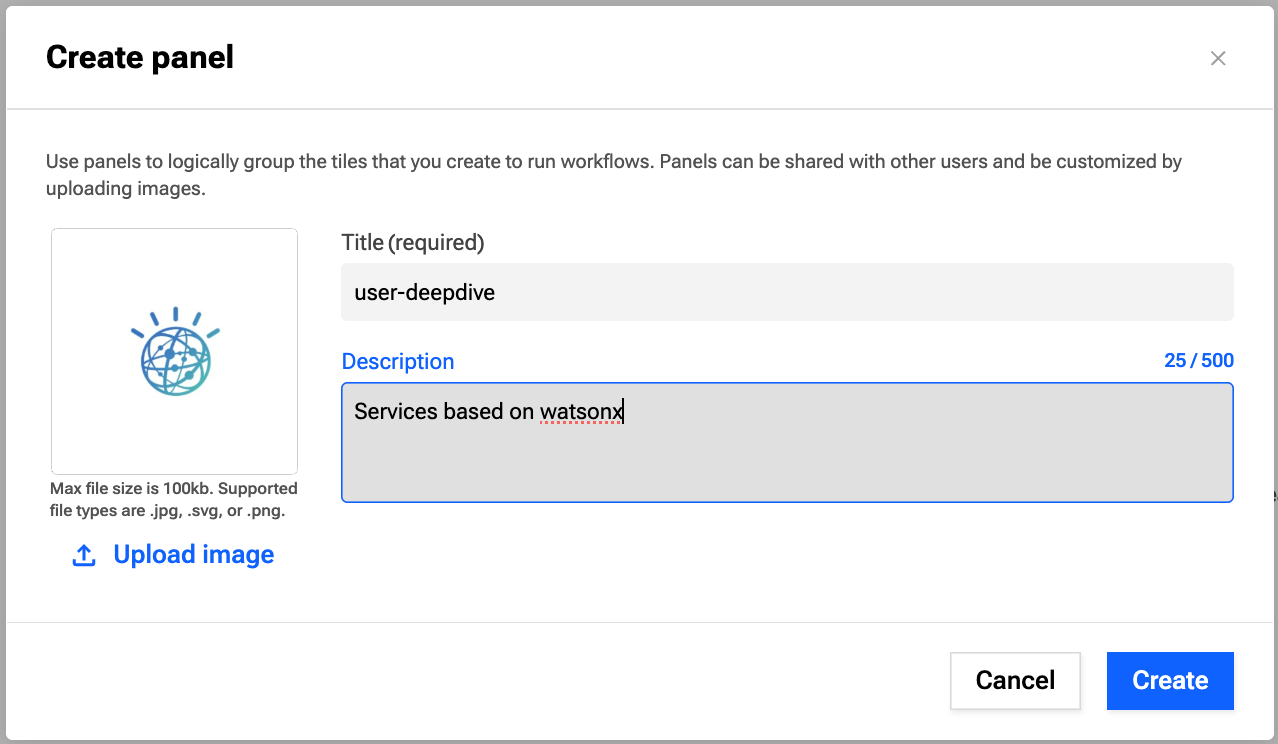 Create panel
Use panels to logically group the tiles that you create to run workflows. Panels can be shared with other users and be customized by
uploading images.
Title (required)
user-deepdive
Description
25 / 500
Services based on watsonx
Max file size is 100kb. Supported
file types are .jpg, .svg, or .png.
Upload image
Cancel
Create